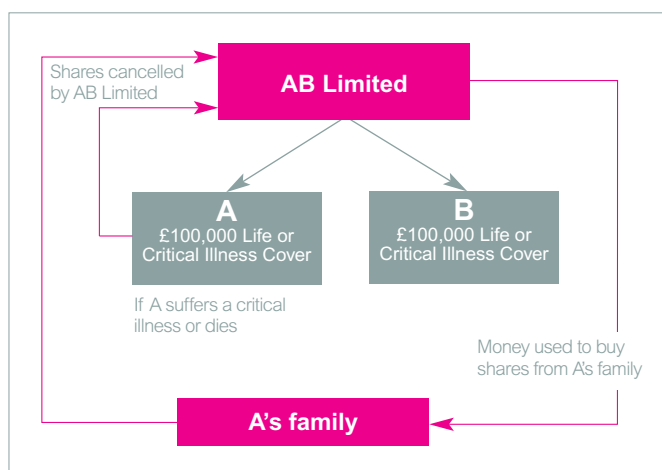 Shares cancelled
by AB Limited
AB Limited
A
£100,000 Life or
Critical Illness Cover
B
£100,000 Life or
Critical Illness Cover
If A suffers a critical
illness or dies
Money used to buy
shares from A's family
A's family